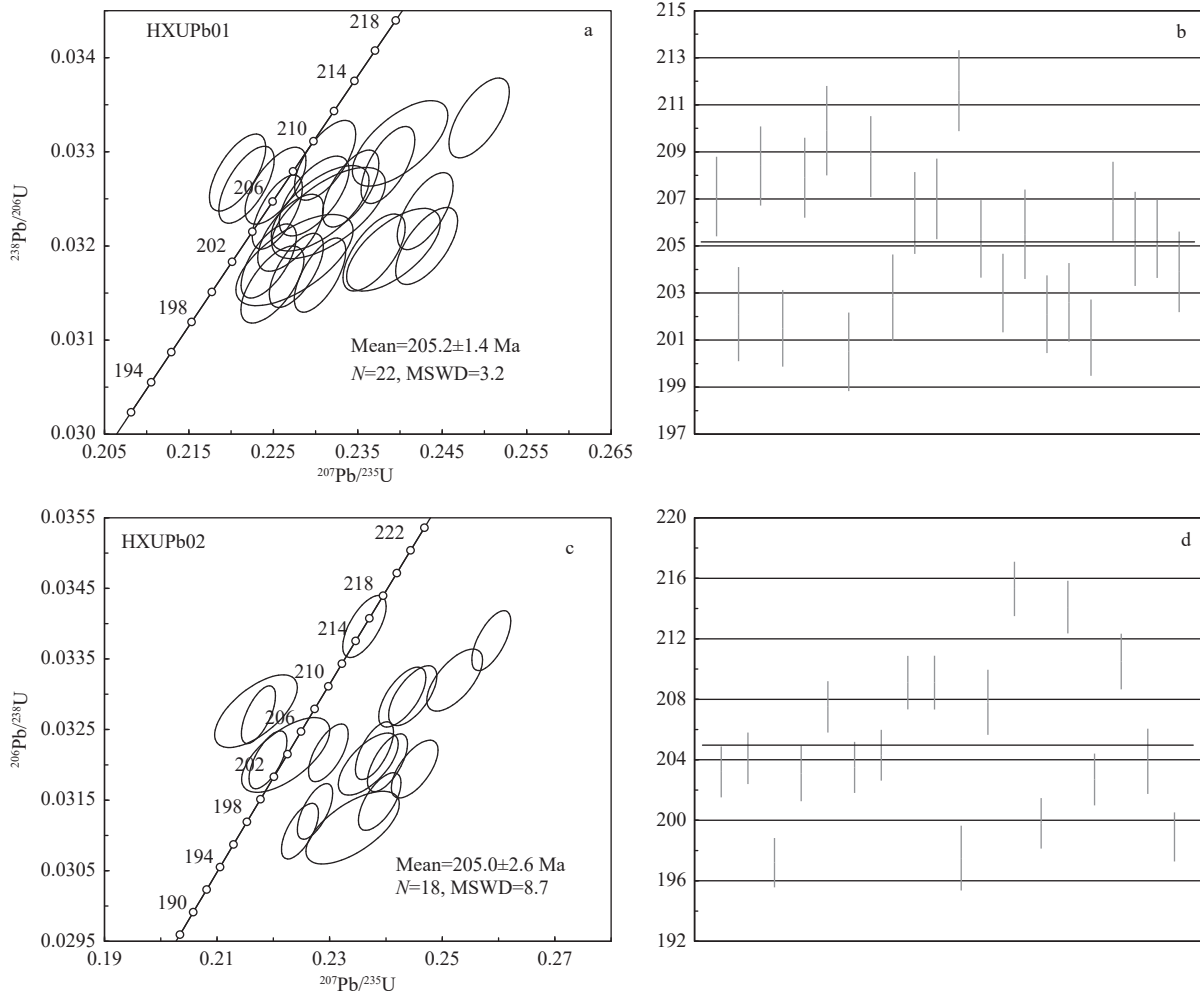 HXUPb01
a
218
214
210
206
202
198
194
0.034
0.033
0.032
0.031
0.030
²³⁸Pb/²⁰⁶U
Mean=205.2±1.4 Ma
N=22, MSWD=3.2
0.205 0.215 0.225 0.235 0.245 0.255 0.265
²⁰⁷Pb/²³⁵U
b
215
213
211
209
207
205
203
201
199
197
HXUPb02
c
222
218
214
210
206
202
198
194
190
0.0355
0.0345
0.0335
0.0325
0.0315
0.0305
0.0295
²⁰⁶Pb/²³⁸U
Mean=205.0±2.6 Ma
N=18, MSWD=8.7
0.19 0.21 0.23 0.25 0.27
²⁰⁷Pb/²³⁵U
d
220
216
212
208
204
200
196
192